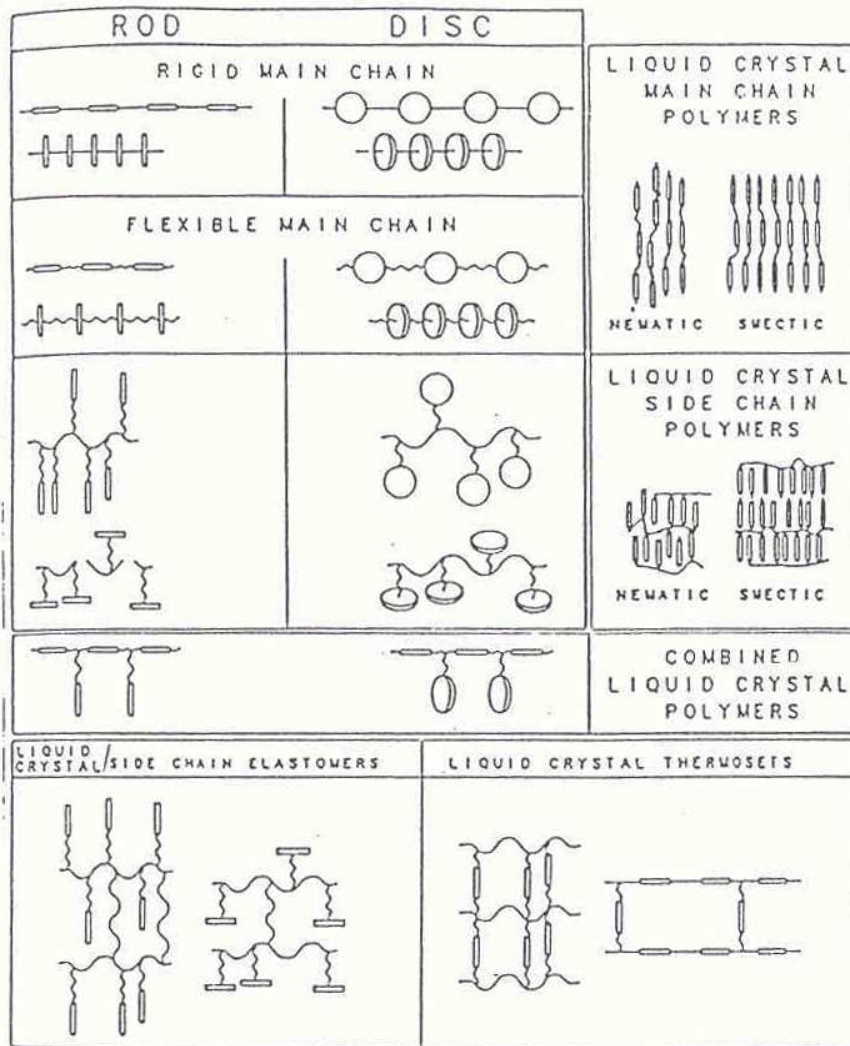 ROD DISC
RIGID MAIN CHAIN
FLEXIBLE MAIN CHAIN
LIQUID CRYSTAL
MAIN CHAIN
POLYMERS
NEMATIC SMECTIC
LIQUID CRYSTAL
SIDE CHAIN
POLYMERS
NEMATIC SMECTIC
COMBINED
LIQUID CRYSTAL
POLYMERS
LIQUID
CRYSTAL/SIDE CHAIN ELASTOMERS
LIQUID CRYSTAL THERMOSETS